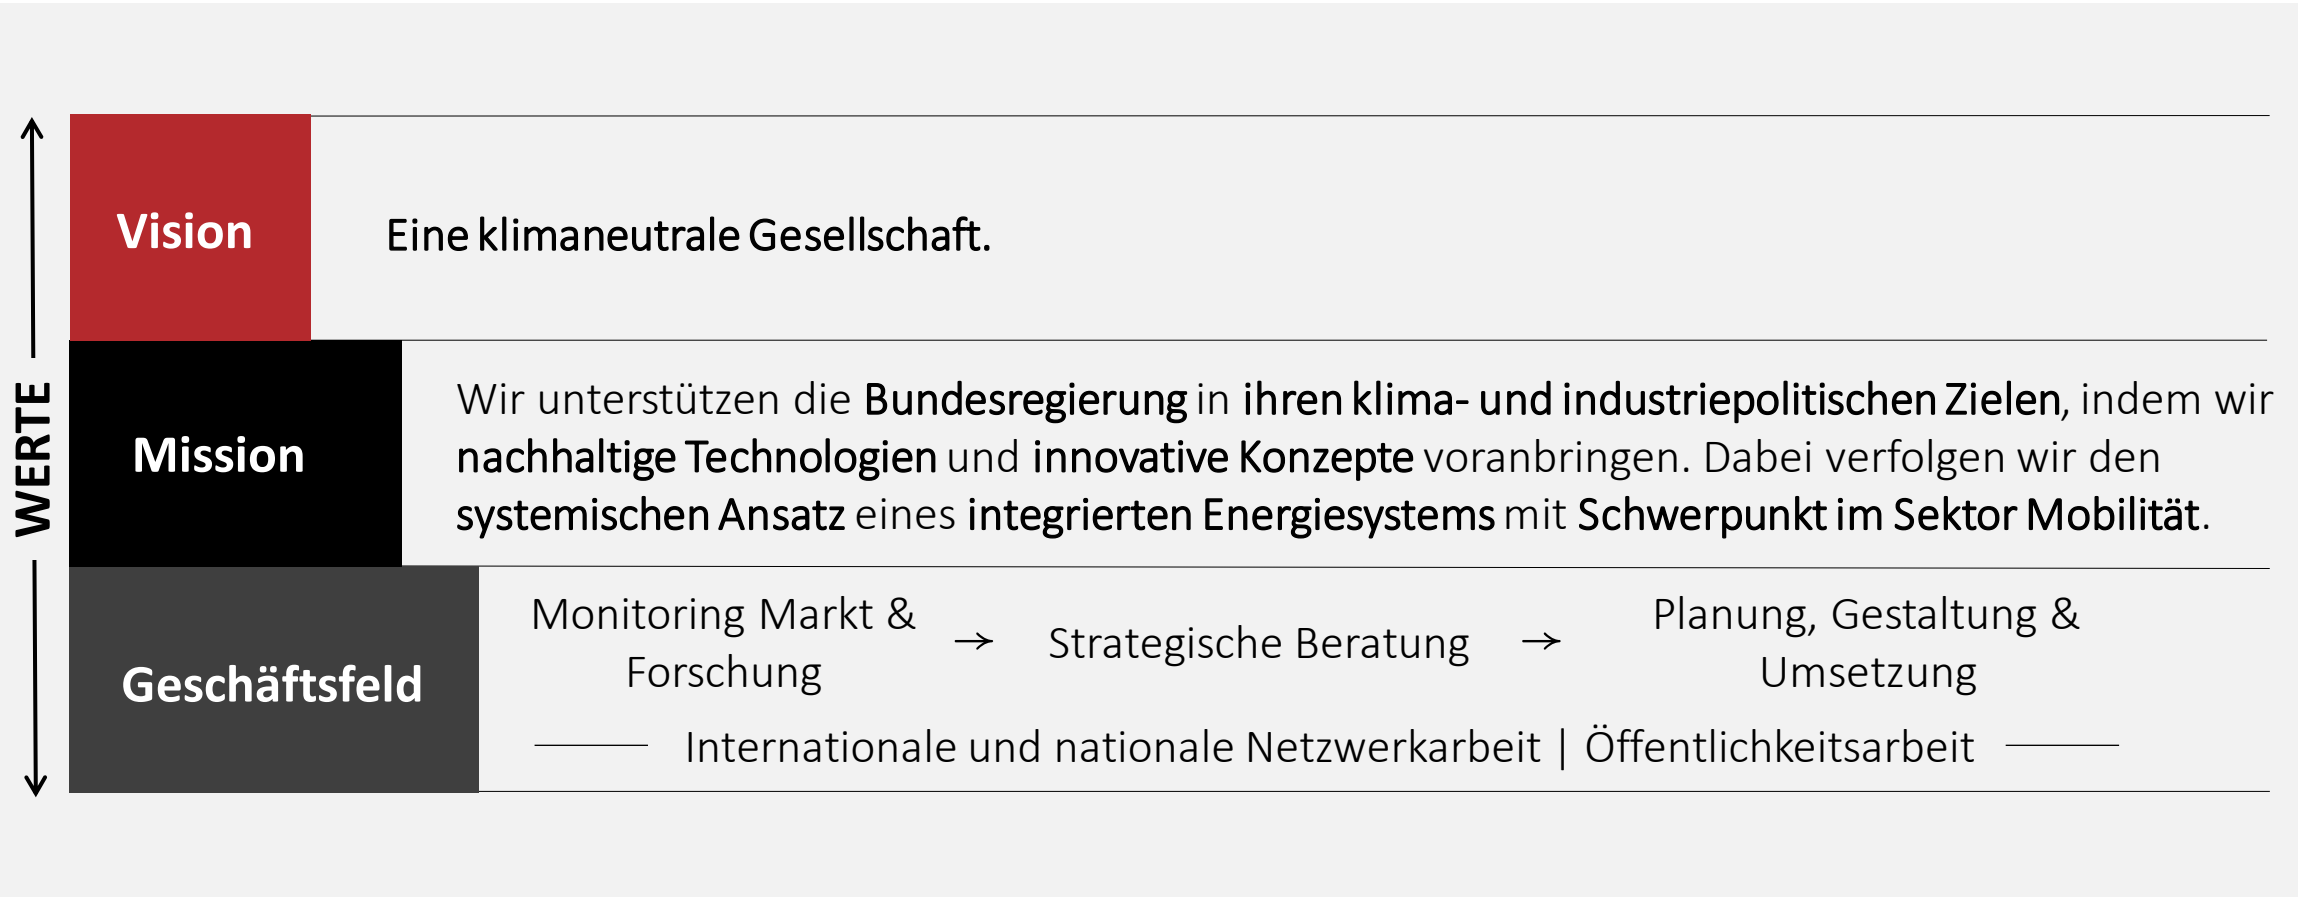 WERTE
Vision
Eine klimaneutrale Gesellschaft.
Mission
Wir unterstützen die Bundesregierung in ihren klima- und industriepolitischen Zielen, indem wir
nachhaltige Technologien und innovative Konzepte voranbringen. Dabei verfolgen wir den
systemischen Ansatz eines integrierten Energiesystems mit Schwerpunkt im Sektor Mobilität.
Geschäftsfeld
Monitoring Markt &
Forschung
→
Strategische Beratung
→
Planung, Gestaltung &
Umsetzung
Internationale und nationale Netzwerkarbeit | Öffentlichkeitsarbeit